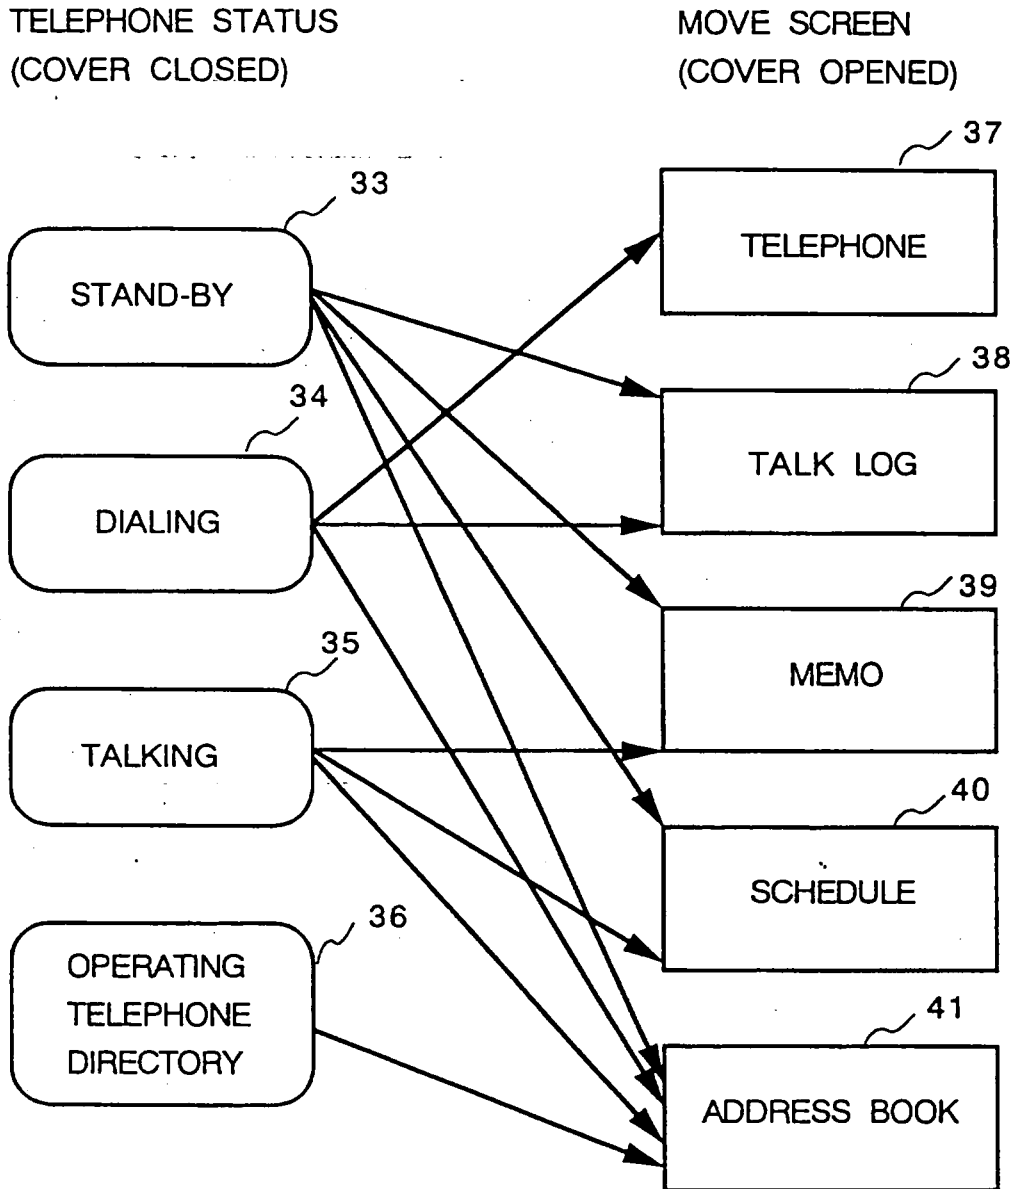 TELEPHONE STATUS
(COVER CLOSED)
MOVE SCREEN
(COVER OPENED)
33
STAND-BY
34
DIALING
35
TALKING
36
OPERATING
TELEPHONE
DIRECTORY
37
TELEPHONE
38
TALK LOG
39
MEMO
40
SCHEDULE
41
ADDRESS BOOK